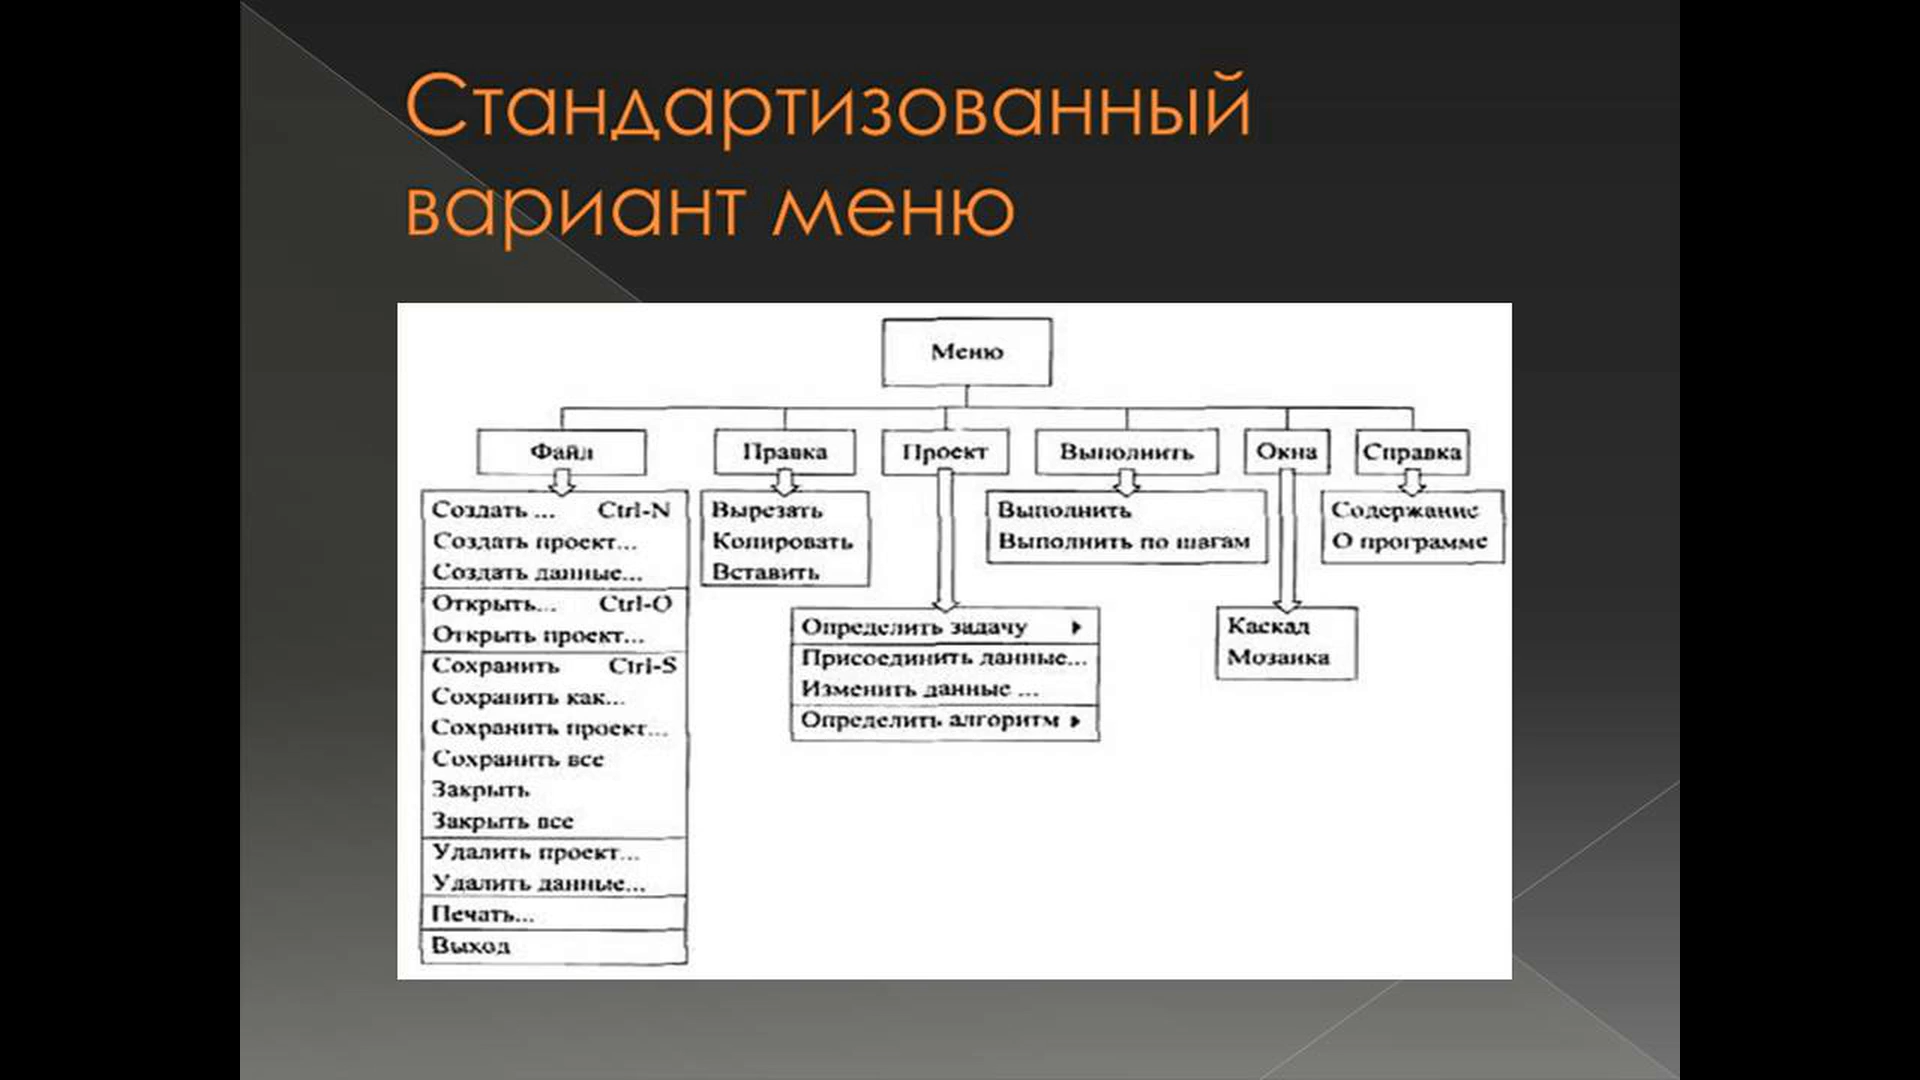 Стандартизованный
вариант меню
Меню
Файл
Правка
Проект
Выполнить
Окна
Справка
Создать ... Ctrl-N
Создать проект...
Создать данные...
Открыть... Ctrl-O
Открыть проект...
Сохранить Ctrl-S
Сохранить как...
Сохранить проект...
Сохранить все
Закрыть
Закрыть все
Удалить проект...
Удалить данные...
Печать...
Выход
Вырезать
Копировать
Вставить
Определить задачу
Присоединить данные...
Изменить данные ...
Определить алгоритм
Выполнить
Выполнить по шагам
Каскад
Мозаика
Содержание
О программе